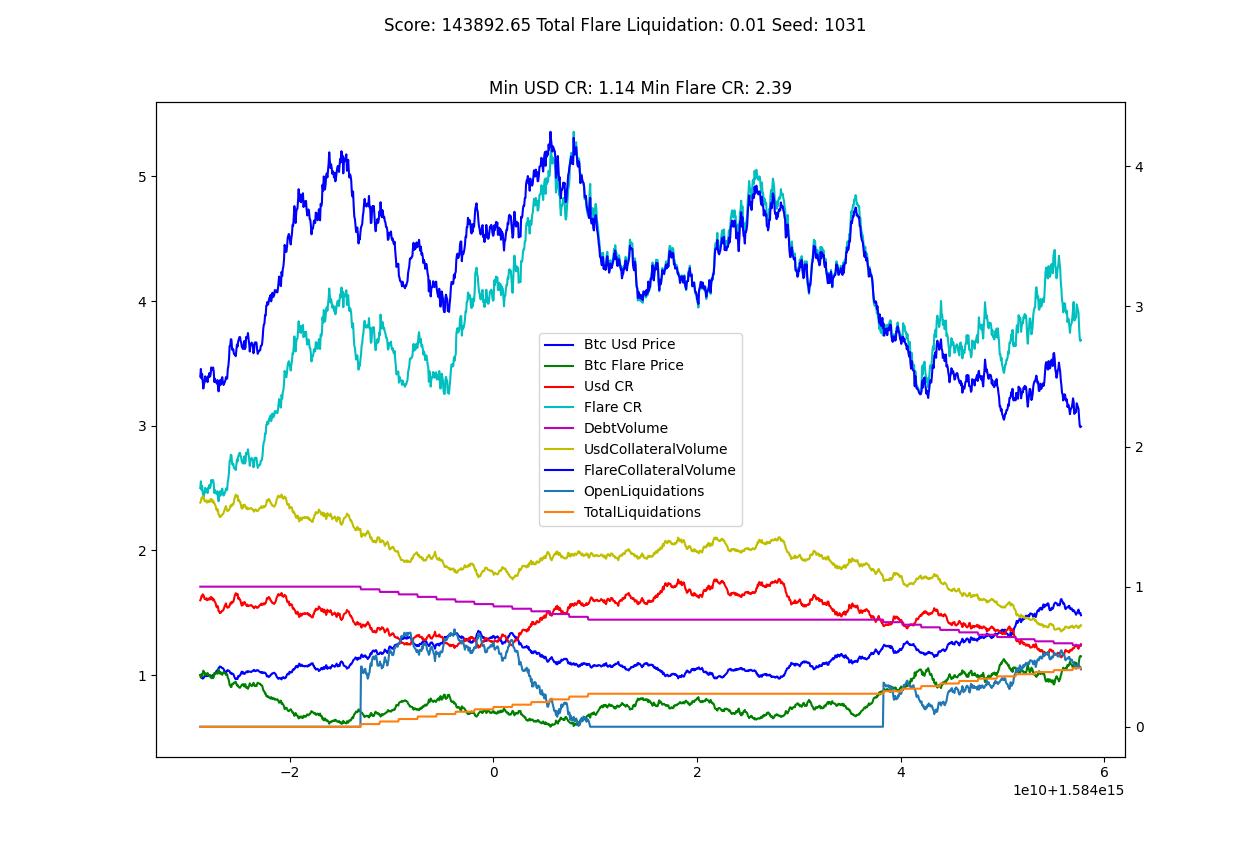 Score: 143892.65 Total Flare Liquidation: 0.01 Seed: 1031
Min USD CR: 1.14 Min Flare CR: 2.39
5
4
3
2
1
4
3
2
1
0
Btc Usd Price
Btc Flare Price
Usd CR
Flare CR
DebtVolume
UsdCollateralVolume
FlareCollateralVolume
OpenLiquidations
TotalLiquidations
−2
0
2
4
6
1e10+1.584e15